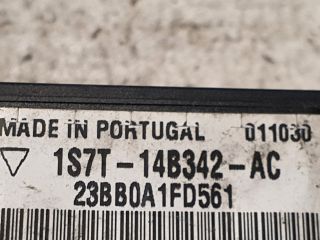 MADE IN PORTUGAL 011030
1S7T-14B342-AC
23BB0A1FD561